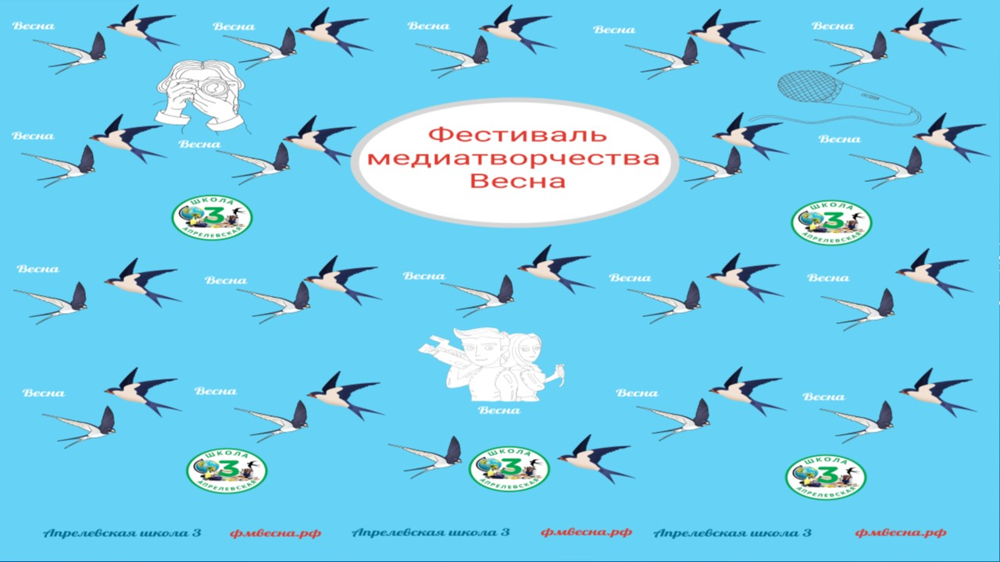 Весна
Весна
Весна
Весна
Весна
Весна
Весна
Фестиваль
медиатворчества
Весна
Весна
ШКОЛА
3
АПРЕЛЕВСКАЯ
ШКОЛА
3
АПРЕЛЕВСКАЯ
Весна
Весна
Весна
Весна
Весна
Весна
Весна
Весна
Весна
Весна
ШКОЛА
3
АПРЕЛЕВСКАЯ
ШКОЛА
3
АПРЕЛЕВСКАЯ
ШКОЛА
3
АПРЕЛЕВСКАЯ
Апрелевская школа 3 фмвесна.рф Апрелевская школа 3 фмвесна.рф Апрелевская школа 3 фмвесна.рф